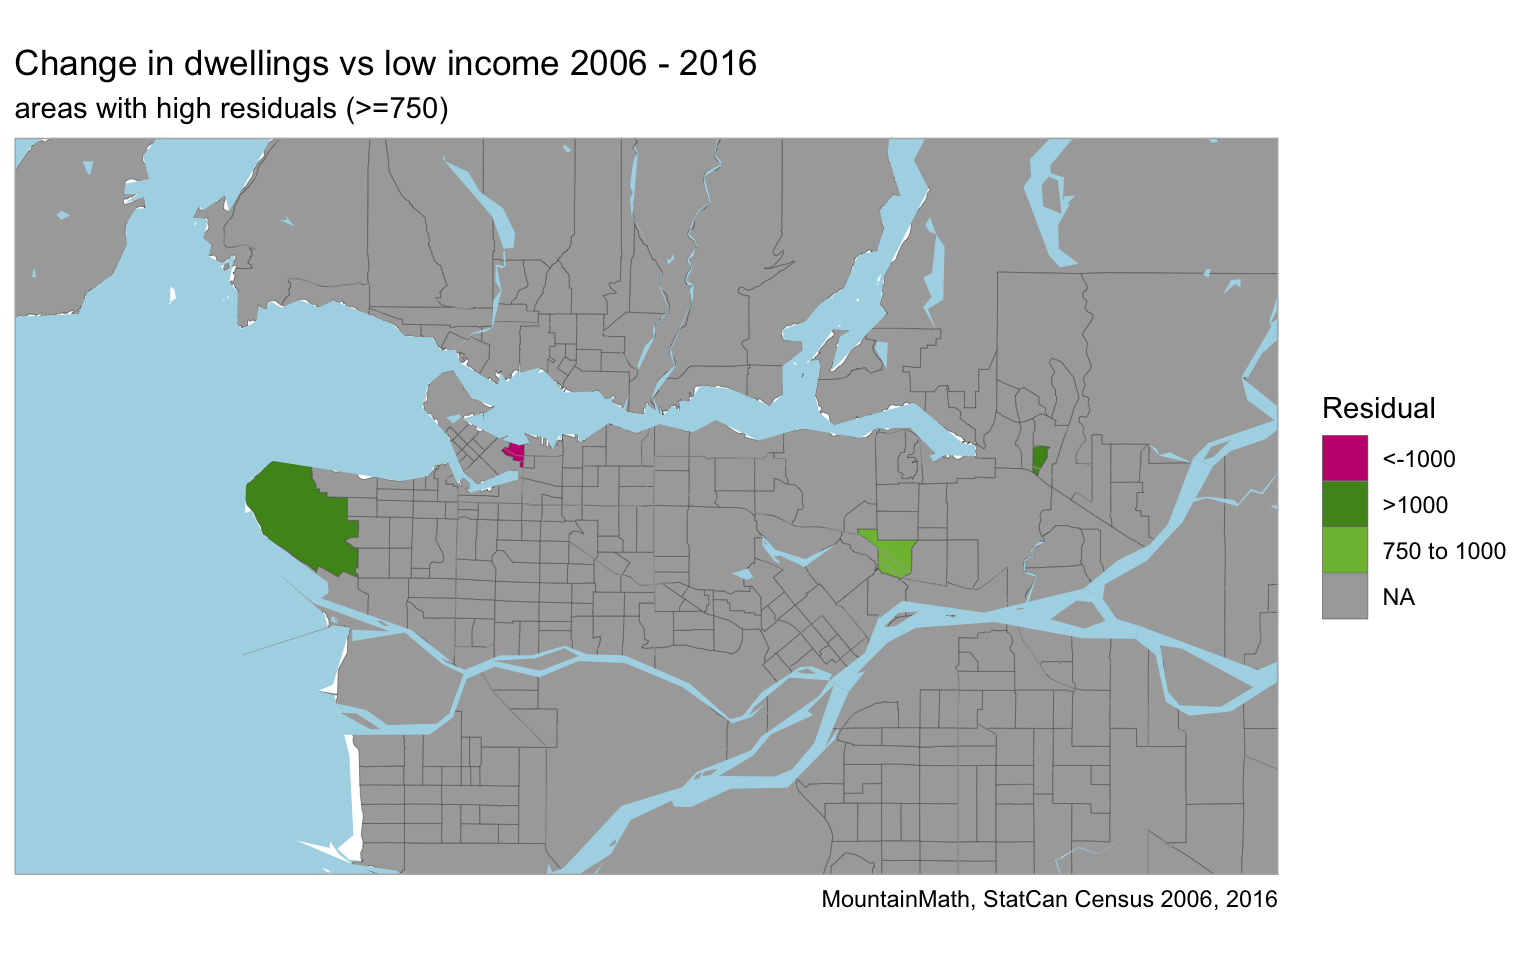 Change in dwellings vs low income 2006 - 2016
areas with high residuals (>=750)
Residual
<-1000
>1000
750 to 1000
NA
MountainMath, StatCan Census 2006, 2016